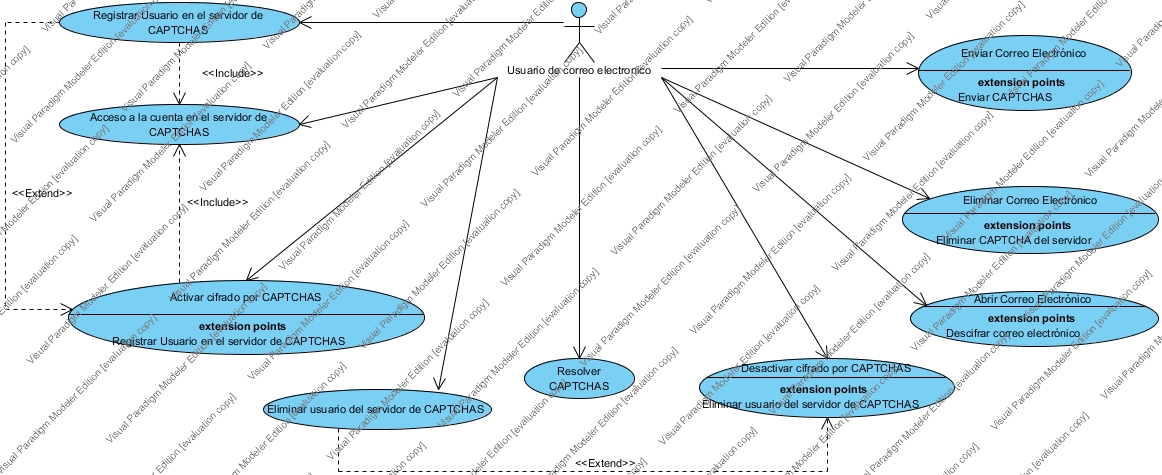 Registrar Usuario en el servidor de
CAPTCHAS
<<Include>>
Acceso a la cuenta en el servidor de
CAPTCHAS
<<Extend>>
<<Include>>
Activar cifrado por CAPTCHAS
extension points
Registrar Usuario en el servidor de CAPTCHAS
Eliminar usuario del servidor de CAPTCHAS
Usuario de correo electronico
Resolver
CAPTCHAS
Enviar Correo Electrónico
extension points
Enviar CAPTCHAS
Eliminar Correo Electrónico
extension points
Eliminar CAPTCHA del servidor
Abrir Correo Electrónico
extension points
Descifrar correo electrónico
Desactivar cifrado por CAPTCHAS
extension points
Eliminar usuario del servidor de CAPTCHAS
<<Extend>>
Visual Paradigm Modeler Edition [evaluation copy]